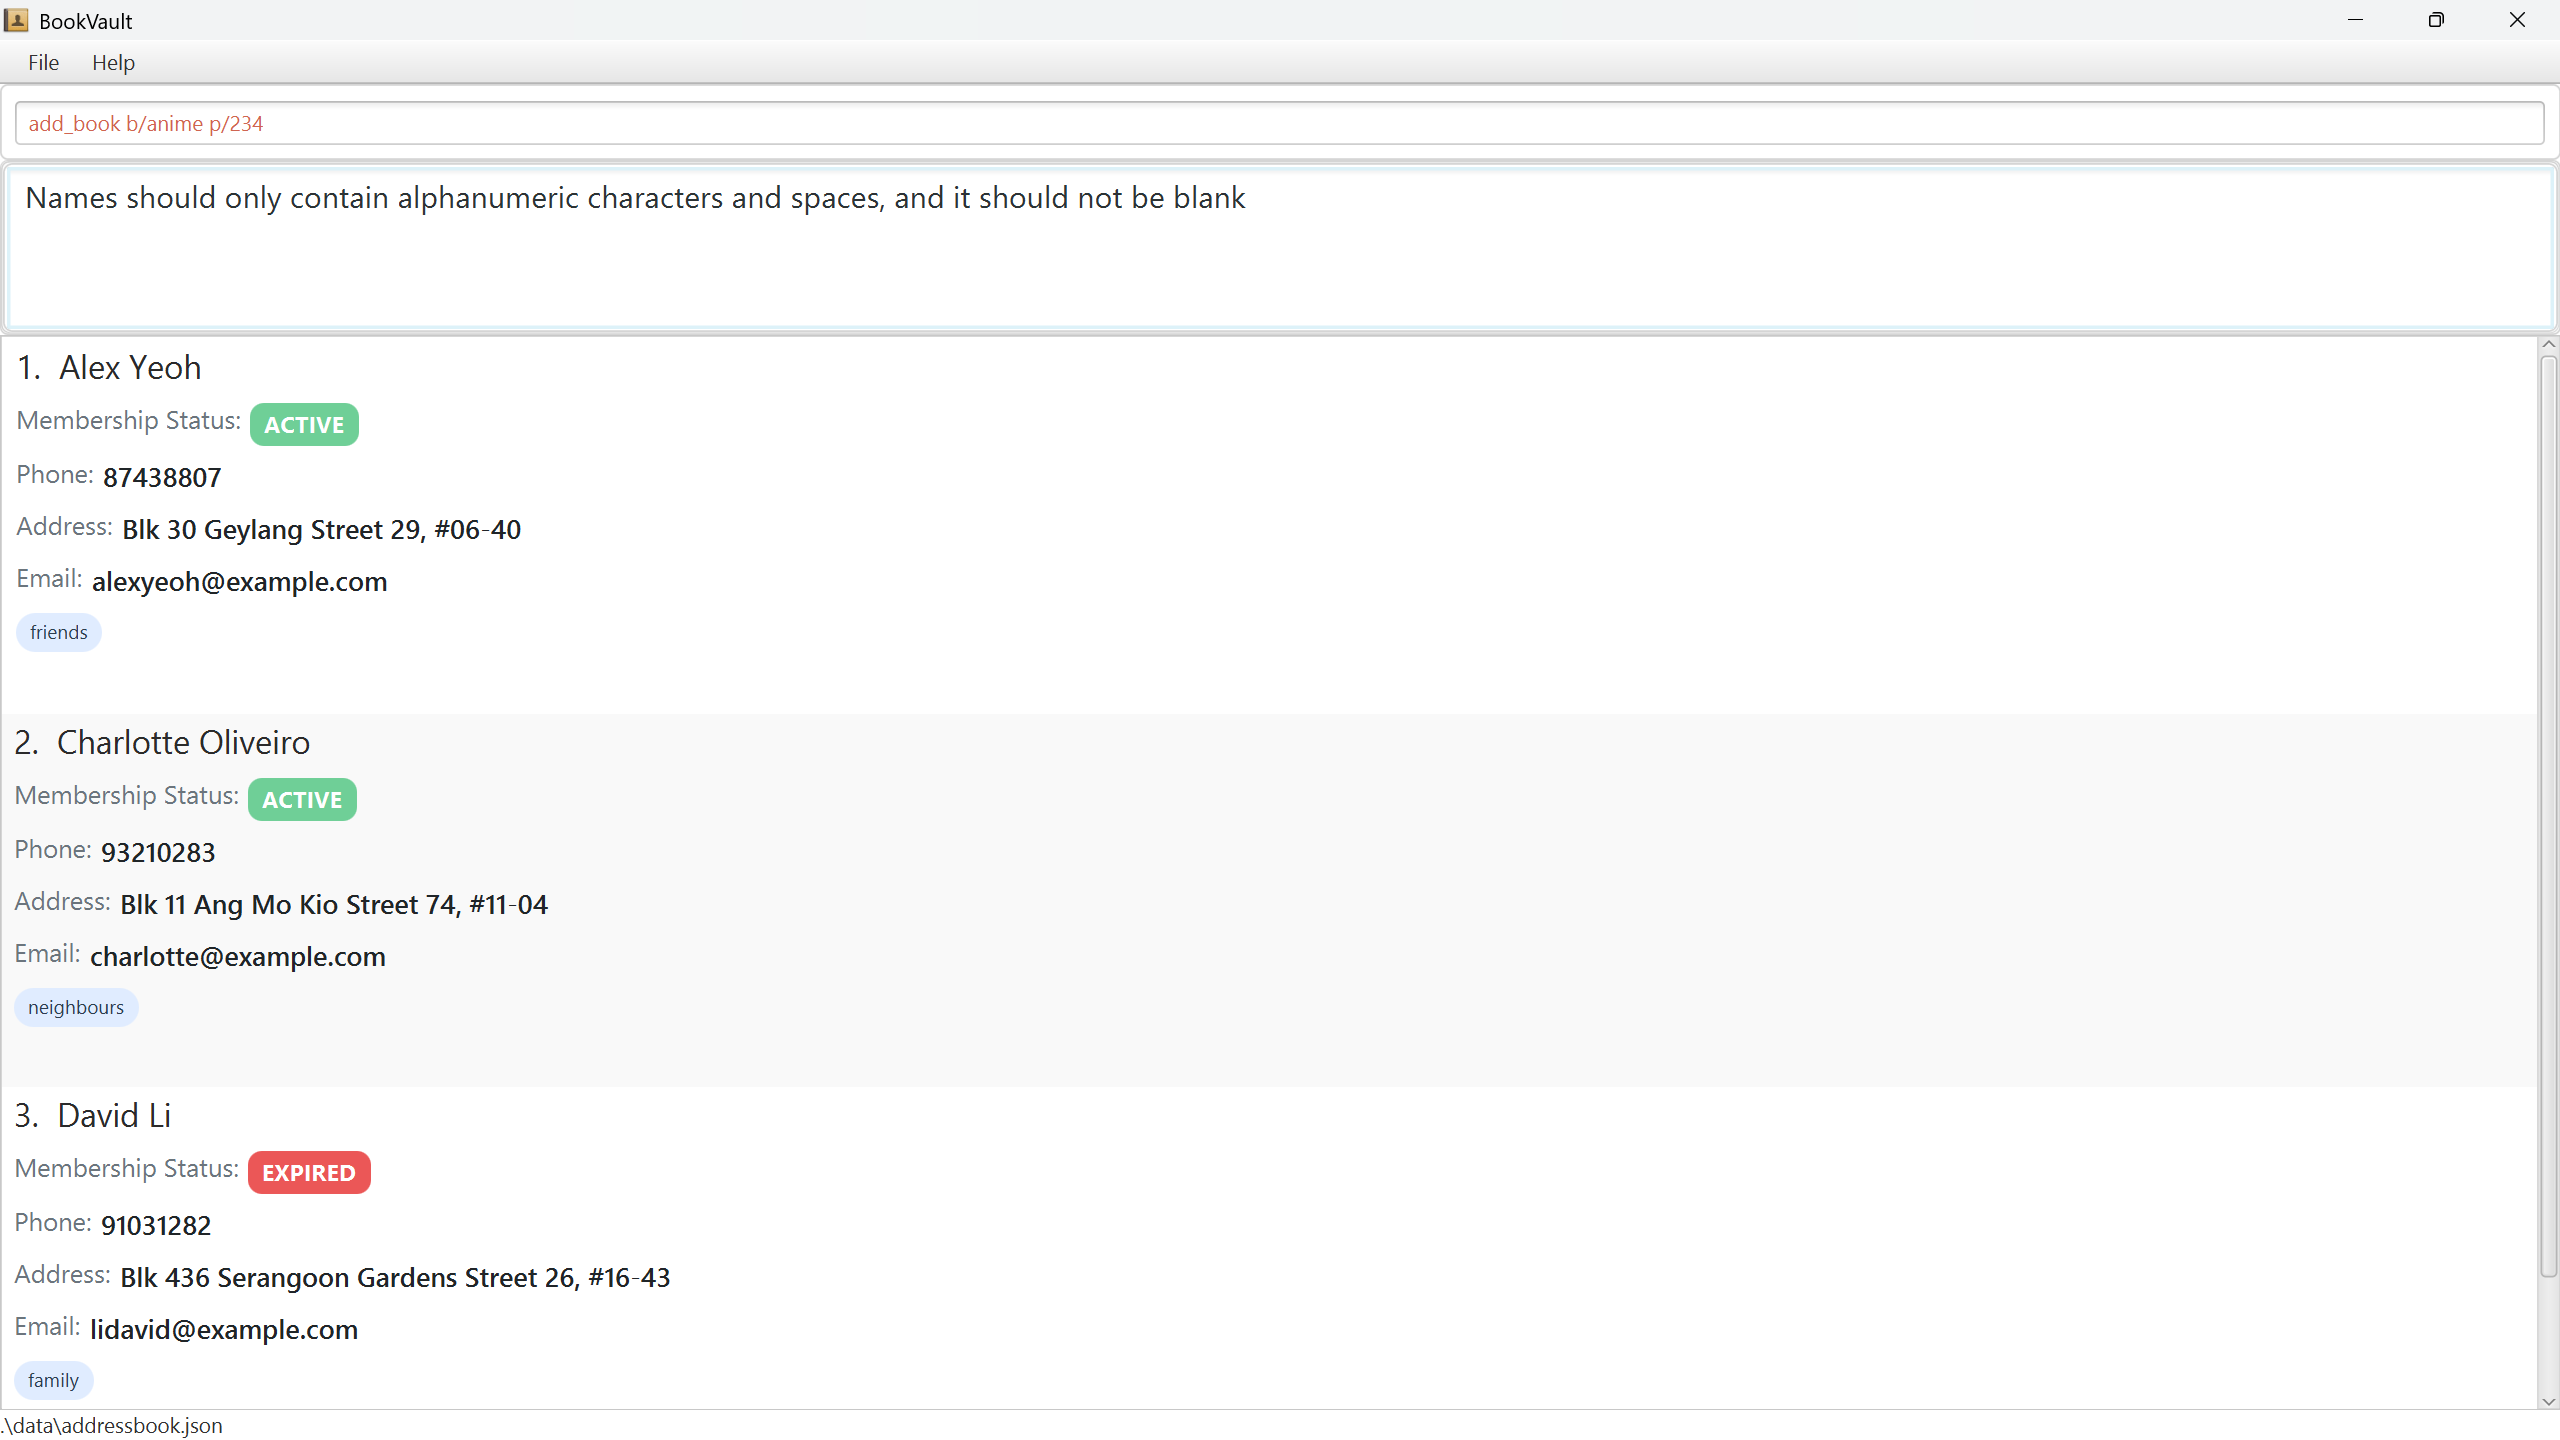 BookVault
File Help
add_book b/anime p/234
Names should only contain alphanumeric characters and spaces, and it should not be blank
1. Alex Yeoh
Membership Status: ACTIVE
Phone: 87438807
Address: Blk 30 Geylang Street 29, #06-40
Email: alexyeoh@example.com
friends
2. Charlotte Oliveiro
Membership Status: ACTIVE
Phone: 93210283
Address: Blk 11 Ang Mo Kio Street 74, #11-04
Email: charlotte@example.com
neighbours
3. David Li
Membership Status: EXPIRED
Phone: 91031282
Address: Blk 436 Serangoon Gardens Street 26, #16-43
Email: lidavid@example.com
family
.\data\addressbook.json